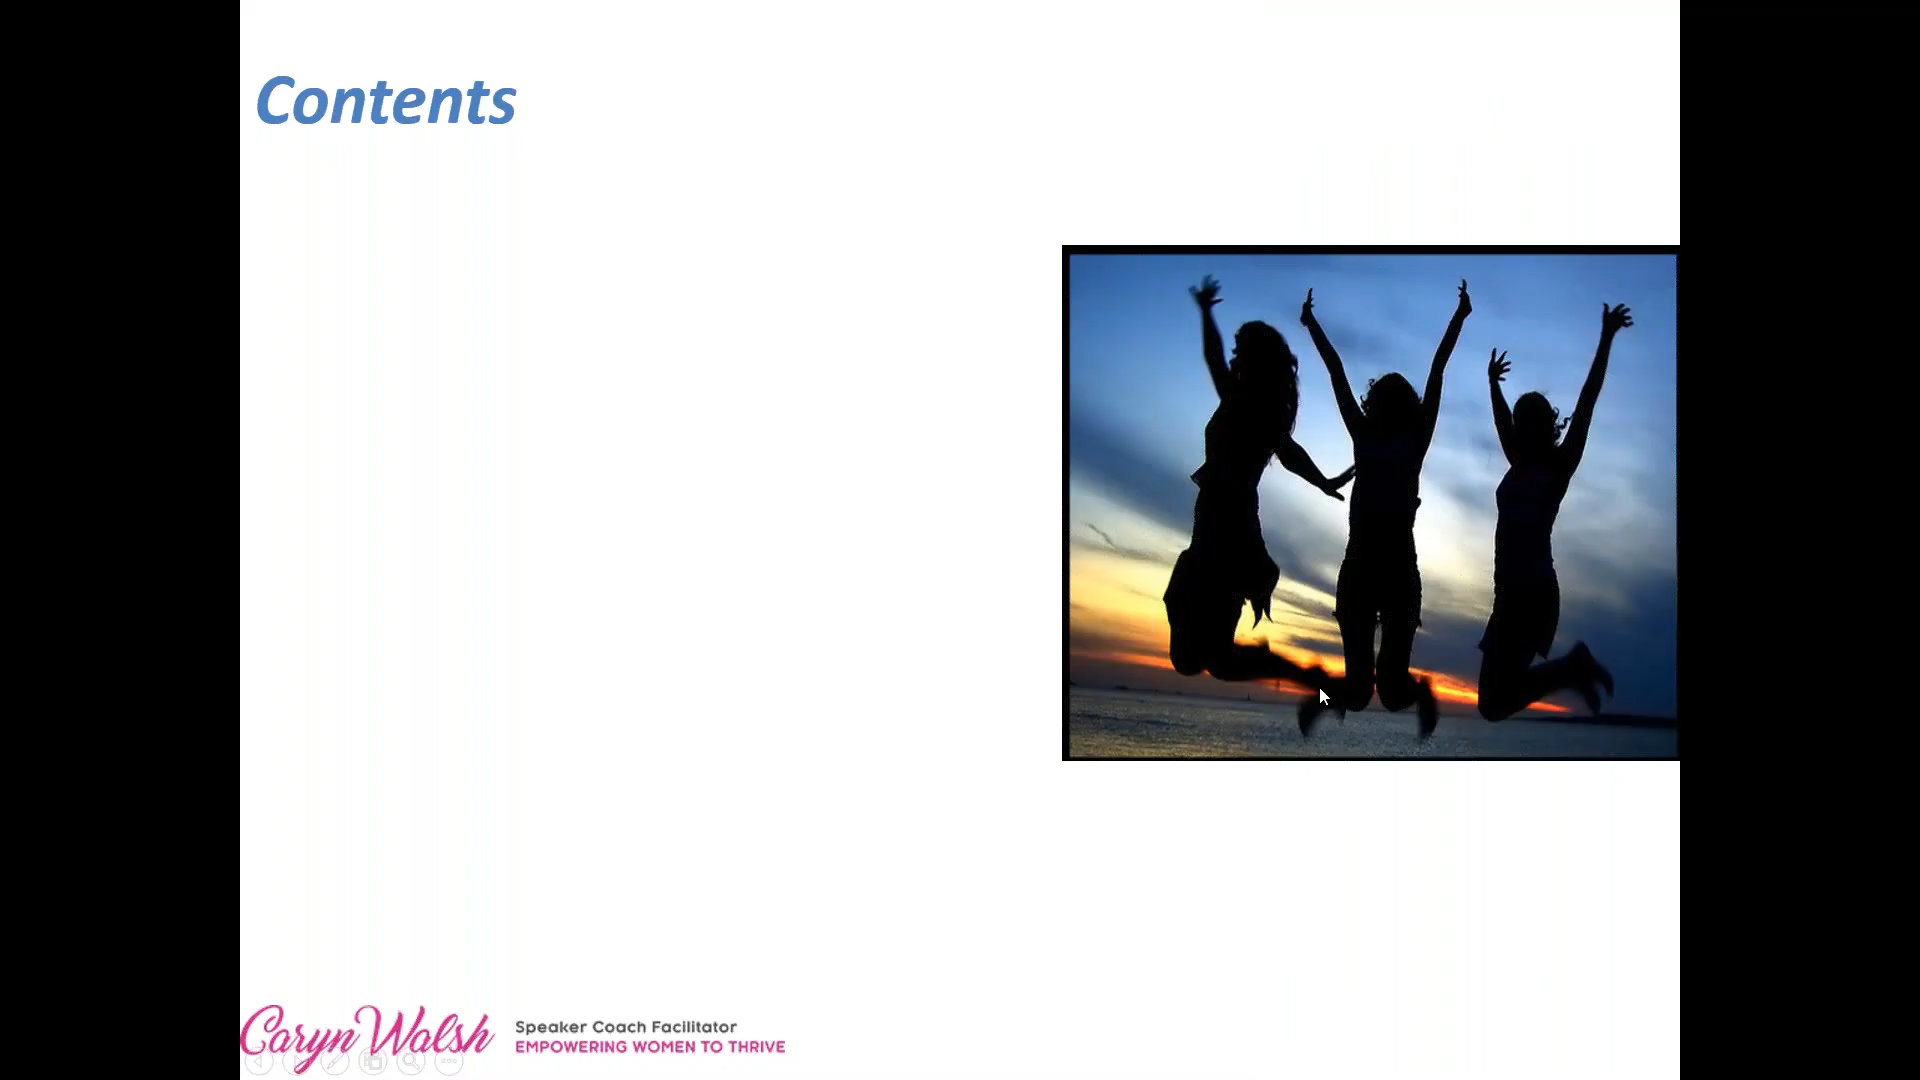 Contents
Caryn Walsh
Speaker Coach Facilitator
EMPOWERING WOMEN TO THRIVE